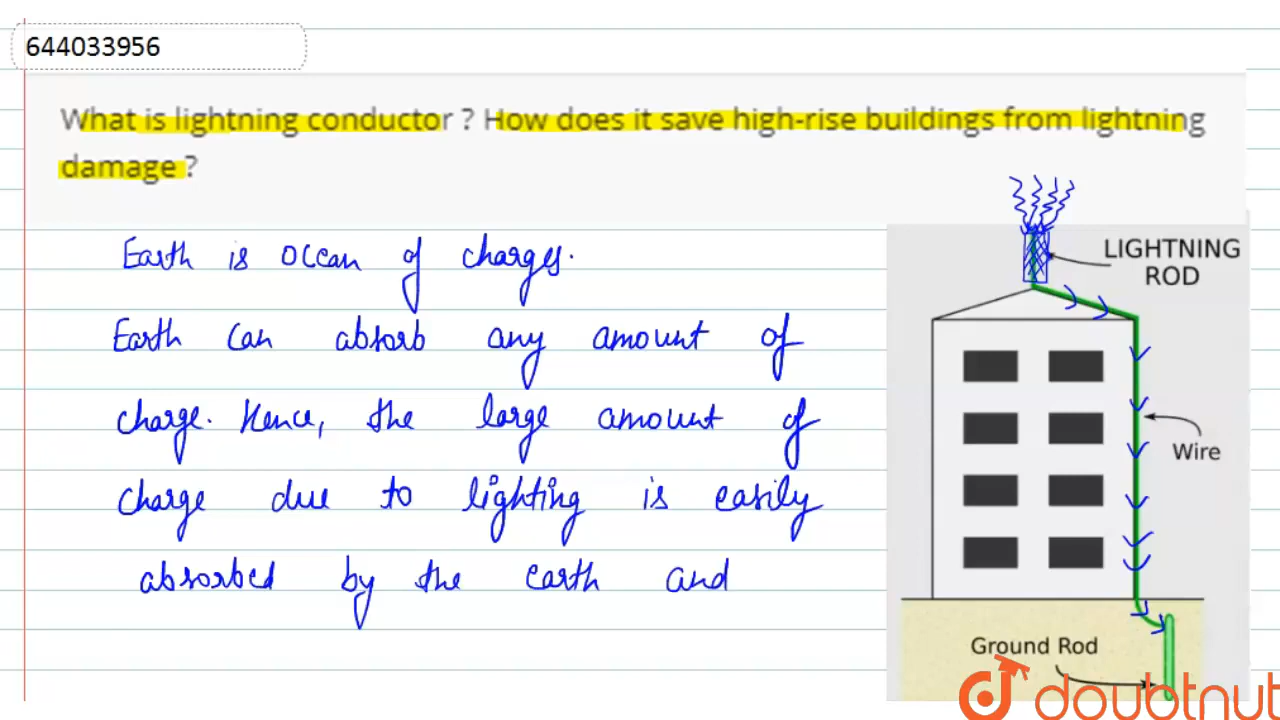 644033956
What is lightning conductor ? How does it save high-rise buildings from lightning
damage ?
Earth is ocean of charges.
Earth can absorb any amount of
charge. Hence, the large amount of
charge due to lighting is easily
absorbed by the earth and
LIGHTNING
ROD
Wire
Ground Rod
doubtnut